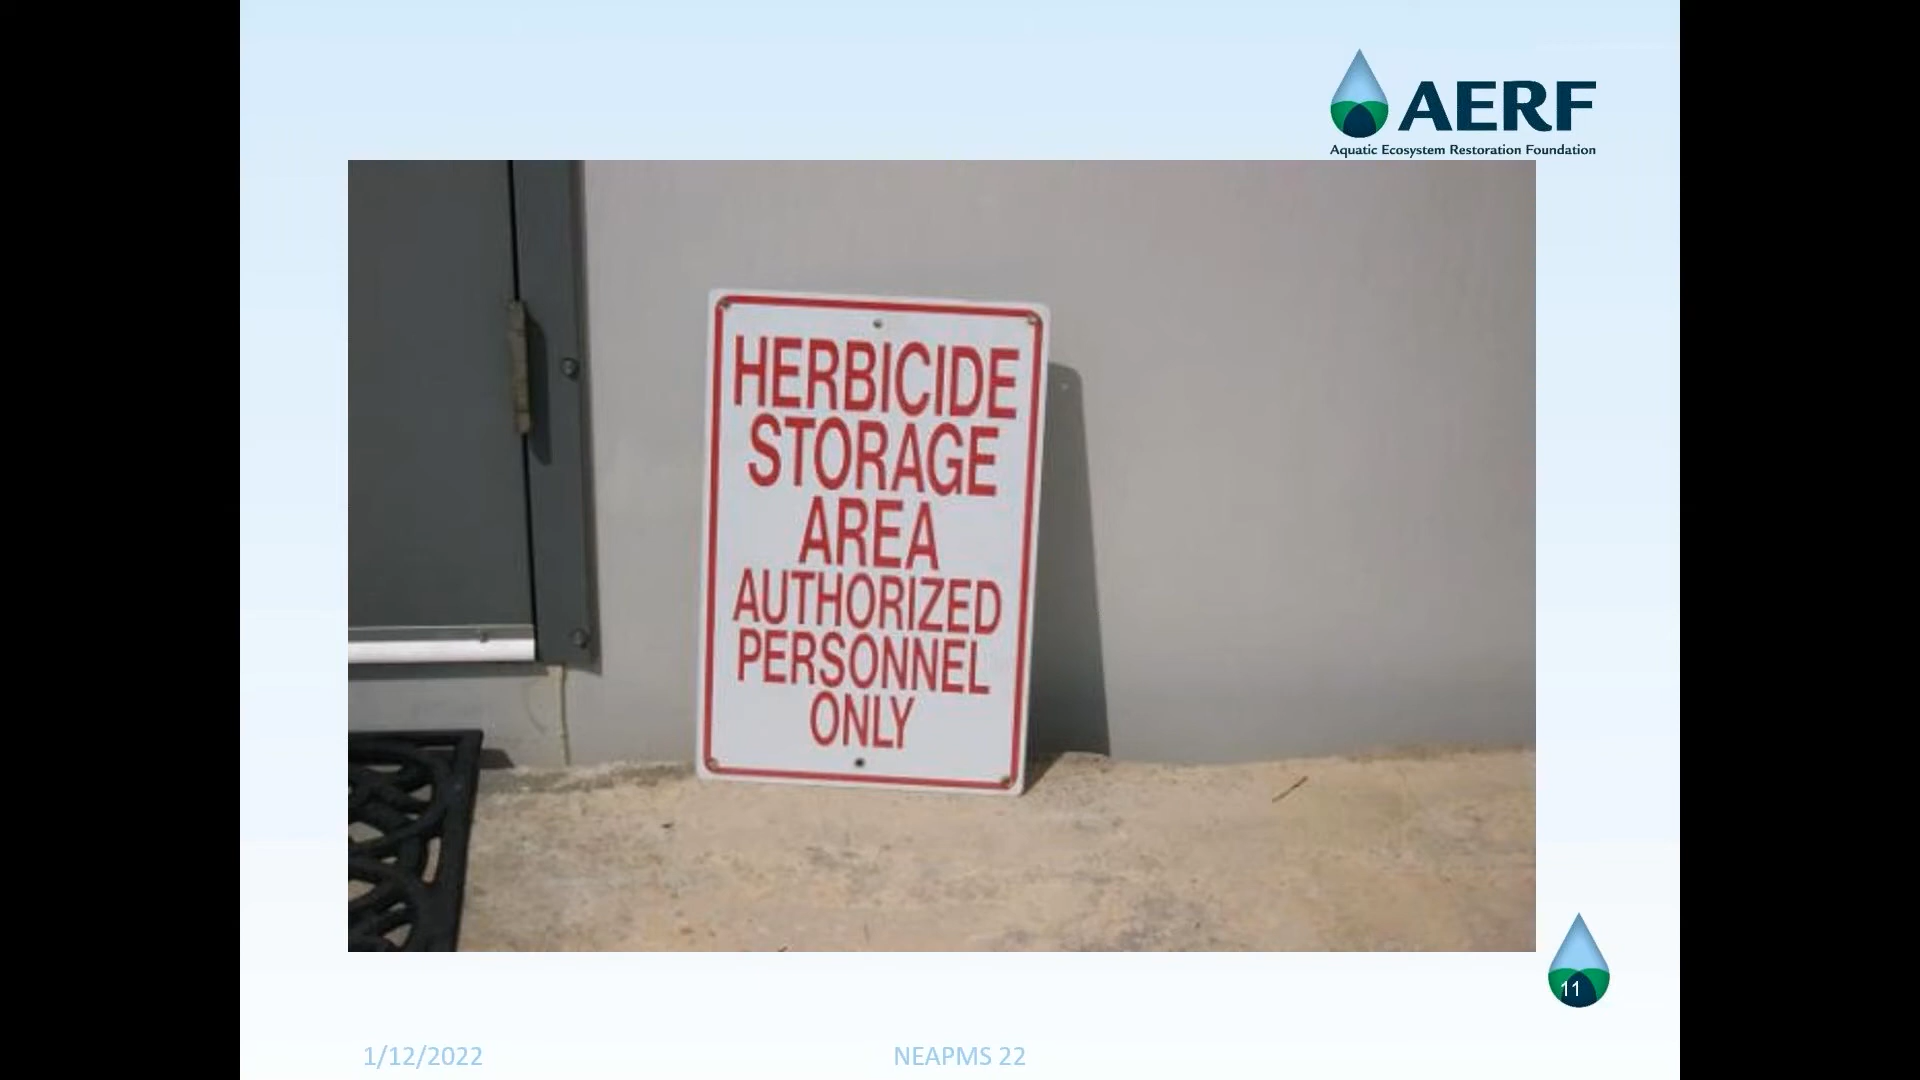 AERF
Aquatic Ecosystem Restoration Foundation
HERBICIDE
STORAGE
AREA
AUTHORIZED
PERSONNEL
ONLY
11
1/12/2022
NEAPMS 22